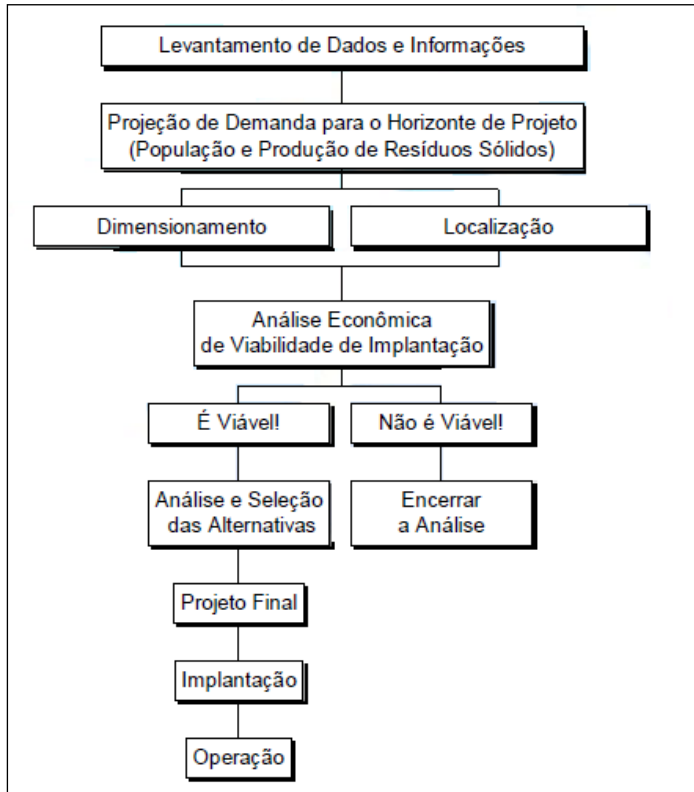 Levantamento de Dados e Informações
Projeção de Demanda para o Horizonte de Projeto
(População e Produção de Resíduos Sólidos)
Dimensionamento
Localização
Análise Econômica
de Viabilidade de Implantação
É Viável!
Não é Viável!
Análise e Seleção
das Alternativas
Encerrar
a Análise
Projeto Final
Implantação
Operação